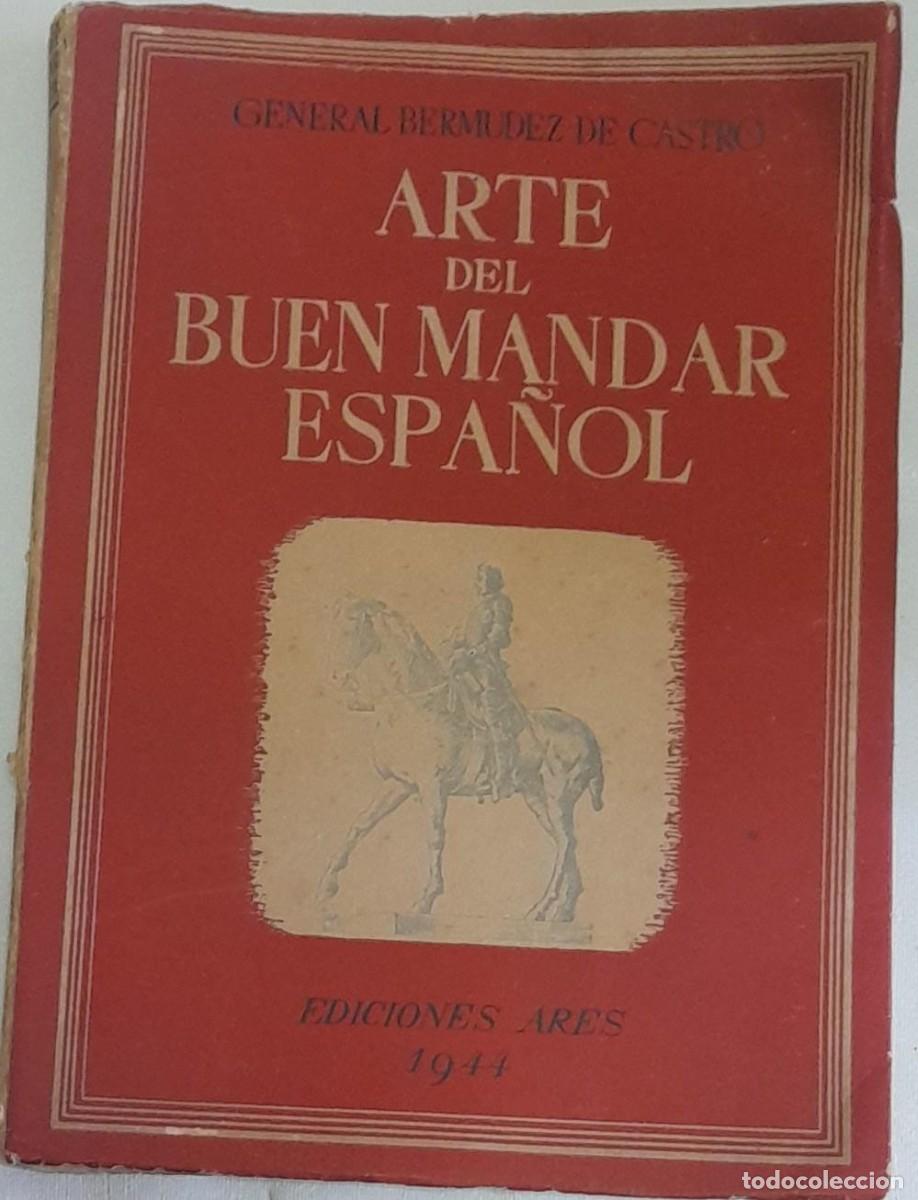 GENERAL BERMUDEZ DE CASTRO
ARTE
DEL
BUEN MANDAR
ESPAÑOL
EDICIONES ARES
1944
todocoleccion